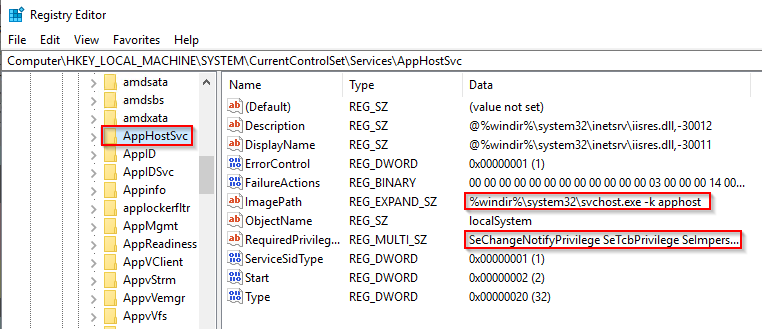 Registry Editor
File Edit View Favorites Help
Computer\HKEY_LOCAL_MACHINE\SYSTEM\CurrentControlSet\Services\AppHostSvc
amdsata
amdsbs
amdxata
AppHostSvc
AppID
AppIDSvc
Appinfo
applockerfltr
AppMgmt
AppReadiness
AppVClient
AppvStrm
AppvVemgr
AppvVfs
Name Type Data
(Default) REG_SZ (value not set)
Description REG_SZ @%windir%\system32\inetsrv\iisres.dll,-30012
DisplayName REG_SZ @%windir%\system32\inetsrv\iisres.dll,-30011
ErrorControl REG_DWORD 0x00000001 (1)
FailureActions REG_BINARY 00 00 00 00 00 00 00 00 00 00 00 00 03 00 00 00 14 00...
ImagePath REG_EXPAND_SZ %windir%\system32\svchost.exe -k apphost
ObjectName REG_SZ localSystem
RequiredPrivileg... REG_MULTI_SZ SeChangeNotifyPrivilege SeTcbPrivilege SeImpers...
ServiceSidType REG_DWORD 0x00000001 (1)
Start REG_DWORD 0x00000002 (2)
Type REG_DWORD 0x00000020 (32)